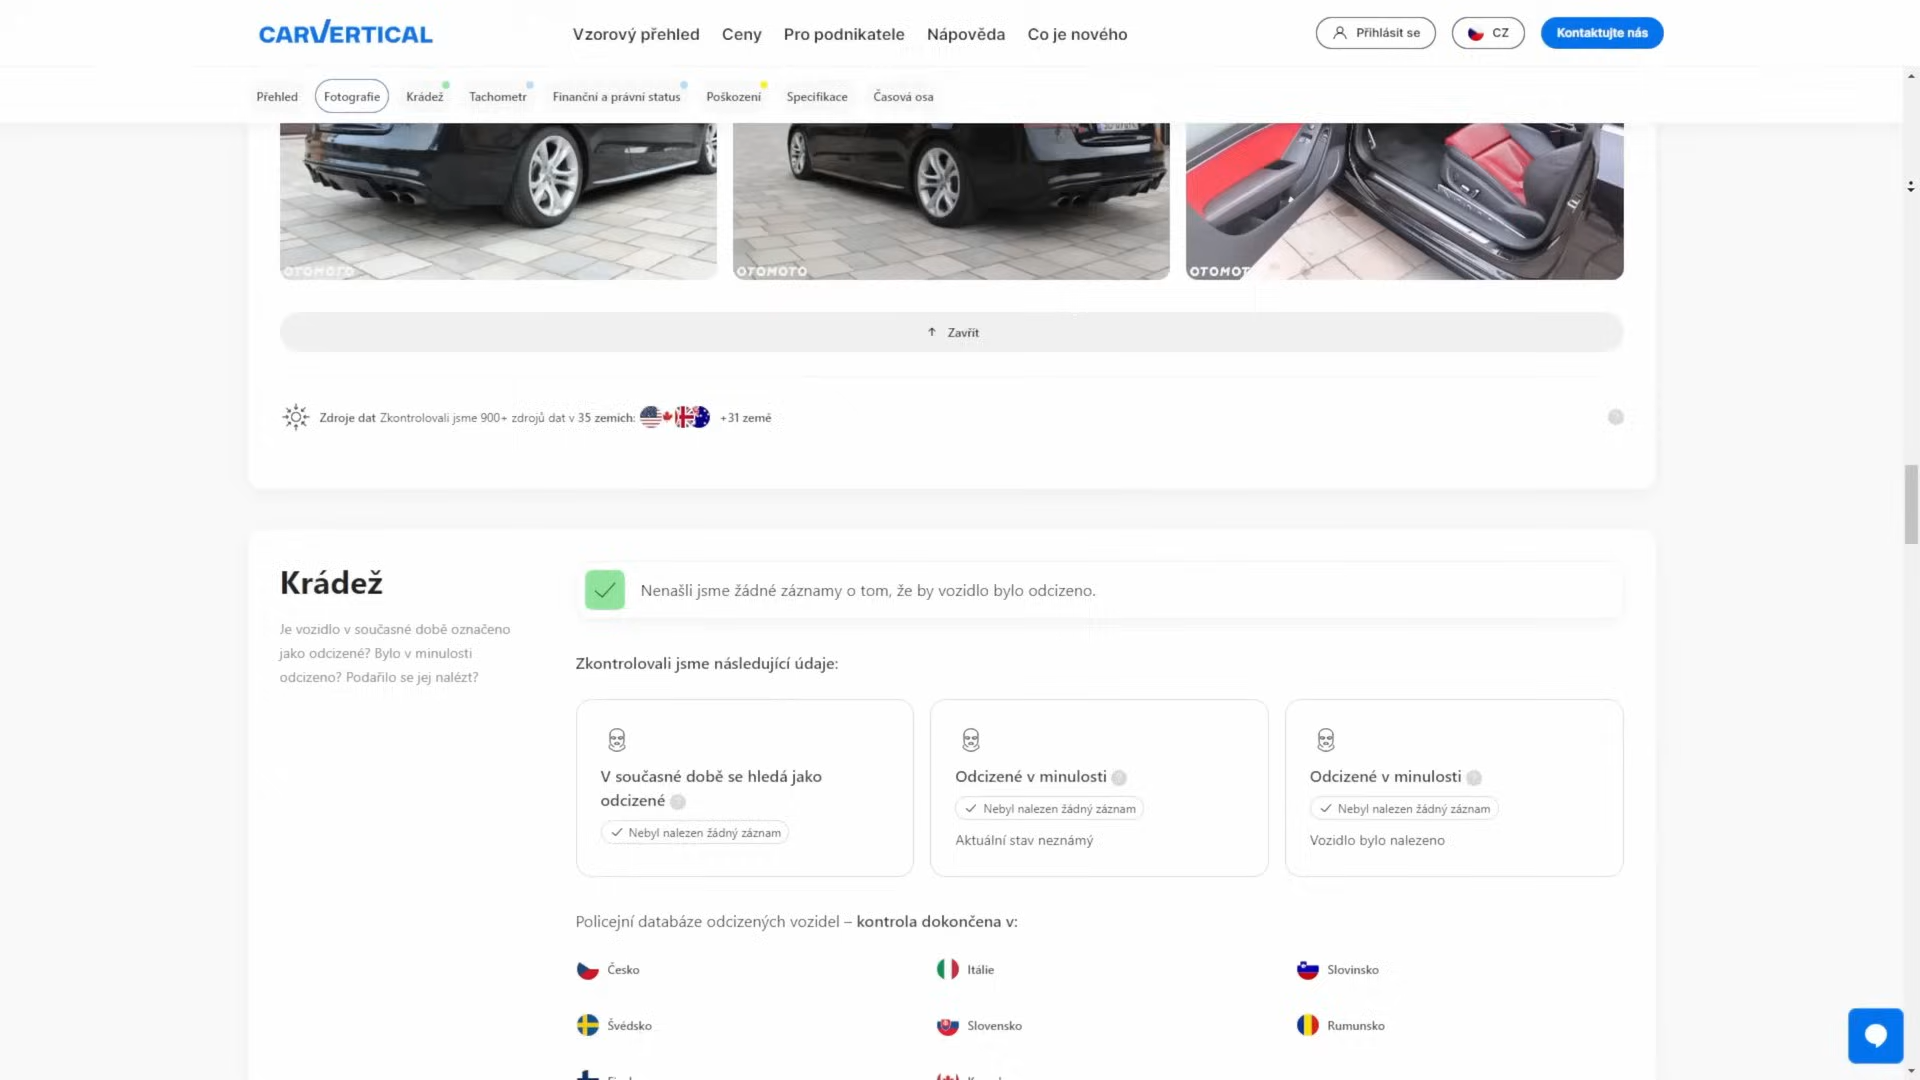 CARVERTICAL
Vzorový přehled
Ceny
Pro podnikatele
Nápověda
Co je nového
Přihlásit se
CZ
Kontaktujte nás
Přehled
Fotografie
Krádež
Tachometr
Finanční a právní status
Poškození
Specifikace
Časová osa
OTOMOTO
OTOMOTO
OTOMOT
Zavřít
Zdroje dat Zkontrolovali jsme 900+ zdrojů dat v 35 zemích: +31 země
Krádež
Je vozidlo v současné době označeno
jako odcizené? Bylo v minulosti
odcizeno? Podařilo se jej nalézt?
Nenašli jsme žádné záznamy o tom, že by vozidlo bylo odcizeno.
Zkontrolovali jsme následující údaje:
V současné době se hledá jako
odcizené
Nebyl nalezen žádný záznam
Odcizené v minulosti
Nebyl nalezen žádný záznam
Aktuální stav neznámý
Odcizené v minulosti
Nebyl nalezen žádný záznam
Vozidlo bylo nalezeno
Policejní databáze odcizených vozidel – kontrola dokončena v:
Česko
Itálie
Slovinsko
Švédsko
Slovensko
Rumunsko